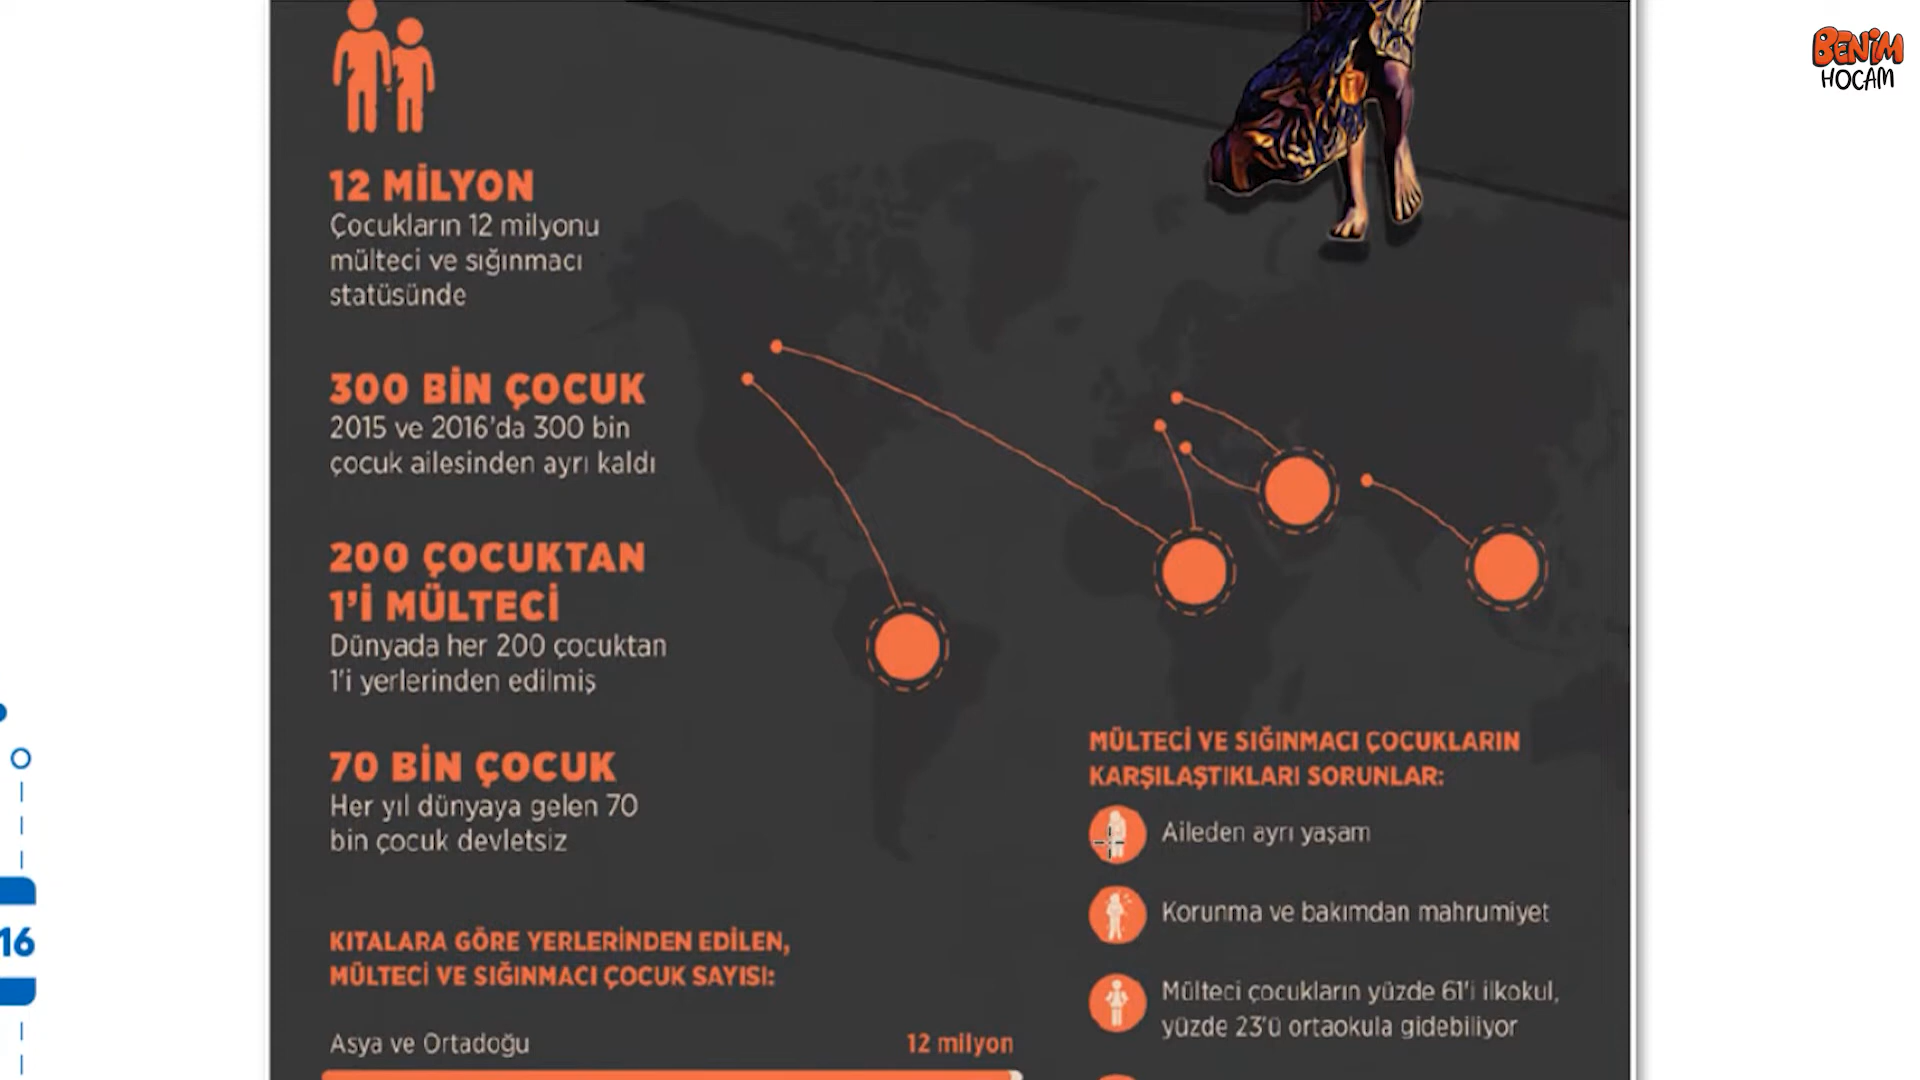 BENİM
HOCAM
12 MİLYON
Çocukların 12 milyonu
mülteci ve sığınmacı
statüsünde
300 BİN ÇOCUK
2015 ve 2016'da 300 bin
çocuk ailesinden ayrı kaldı
200 ÇOCUKTAN
1'İ MÜLTECİ
Dünyada her 200 çocuktan
1'i yerlerinden edilmiş
70 BİN ÇOCUK
Her yıl dünyaya gelen 70
bin çocuk devletsiz
KITALARA GÖRE YERLERİNDEN EDİLEN,
MÜLTECİ VE SIĞINMACI ÇOCUK SAYISI:
Asya ve Ortadoğu 12 milyon
MÜLTECİ VE SIĞINMACI ÇOCUKLARIN
KARŞILAŞTIKLARI SORUNLAR:
Aileden ayrı yaşam
Korunma ve bakımdan mahrumiyet
Mülteci çocukların yüzde 61'i ilkokul,
yüzde 23'ü ortaokula gidebiliyor
16